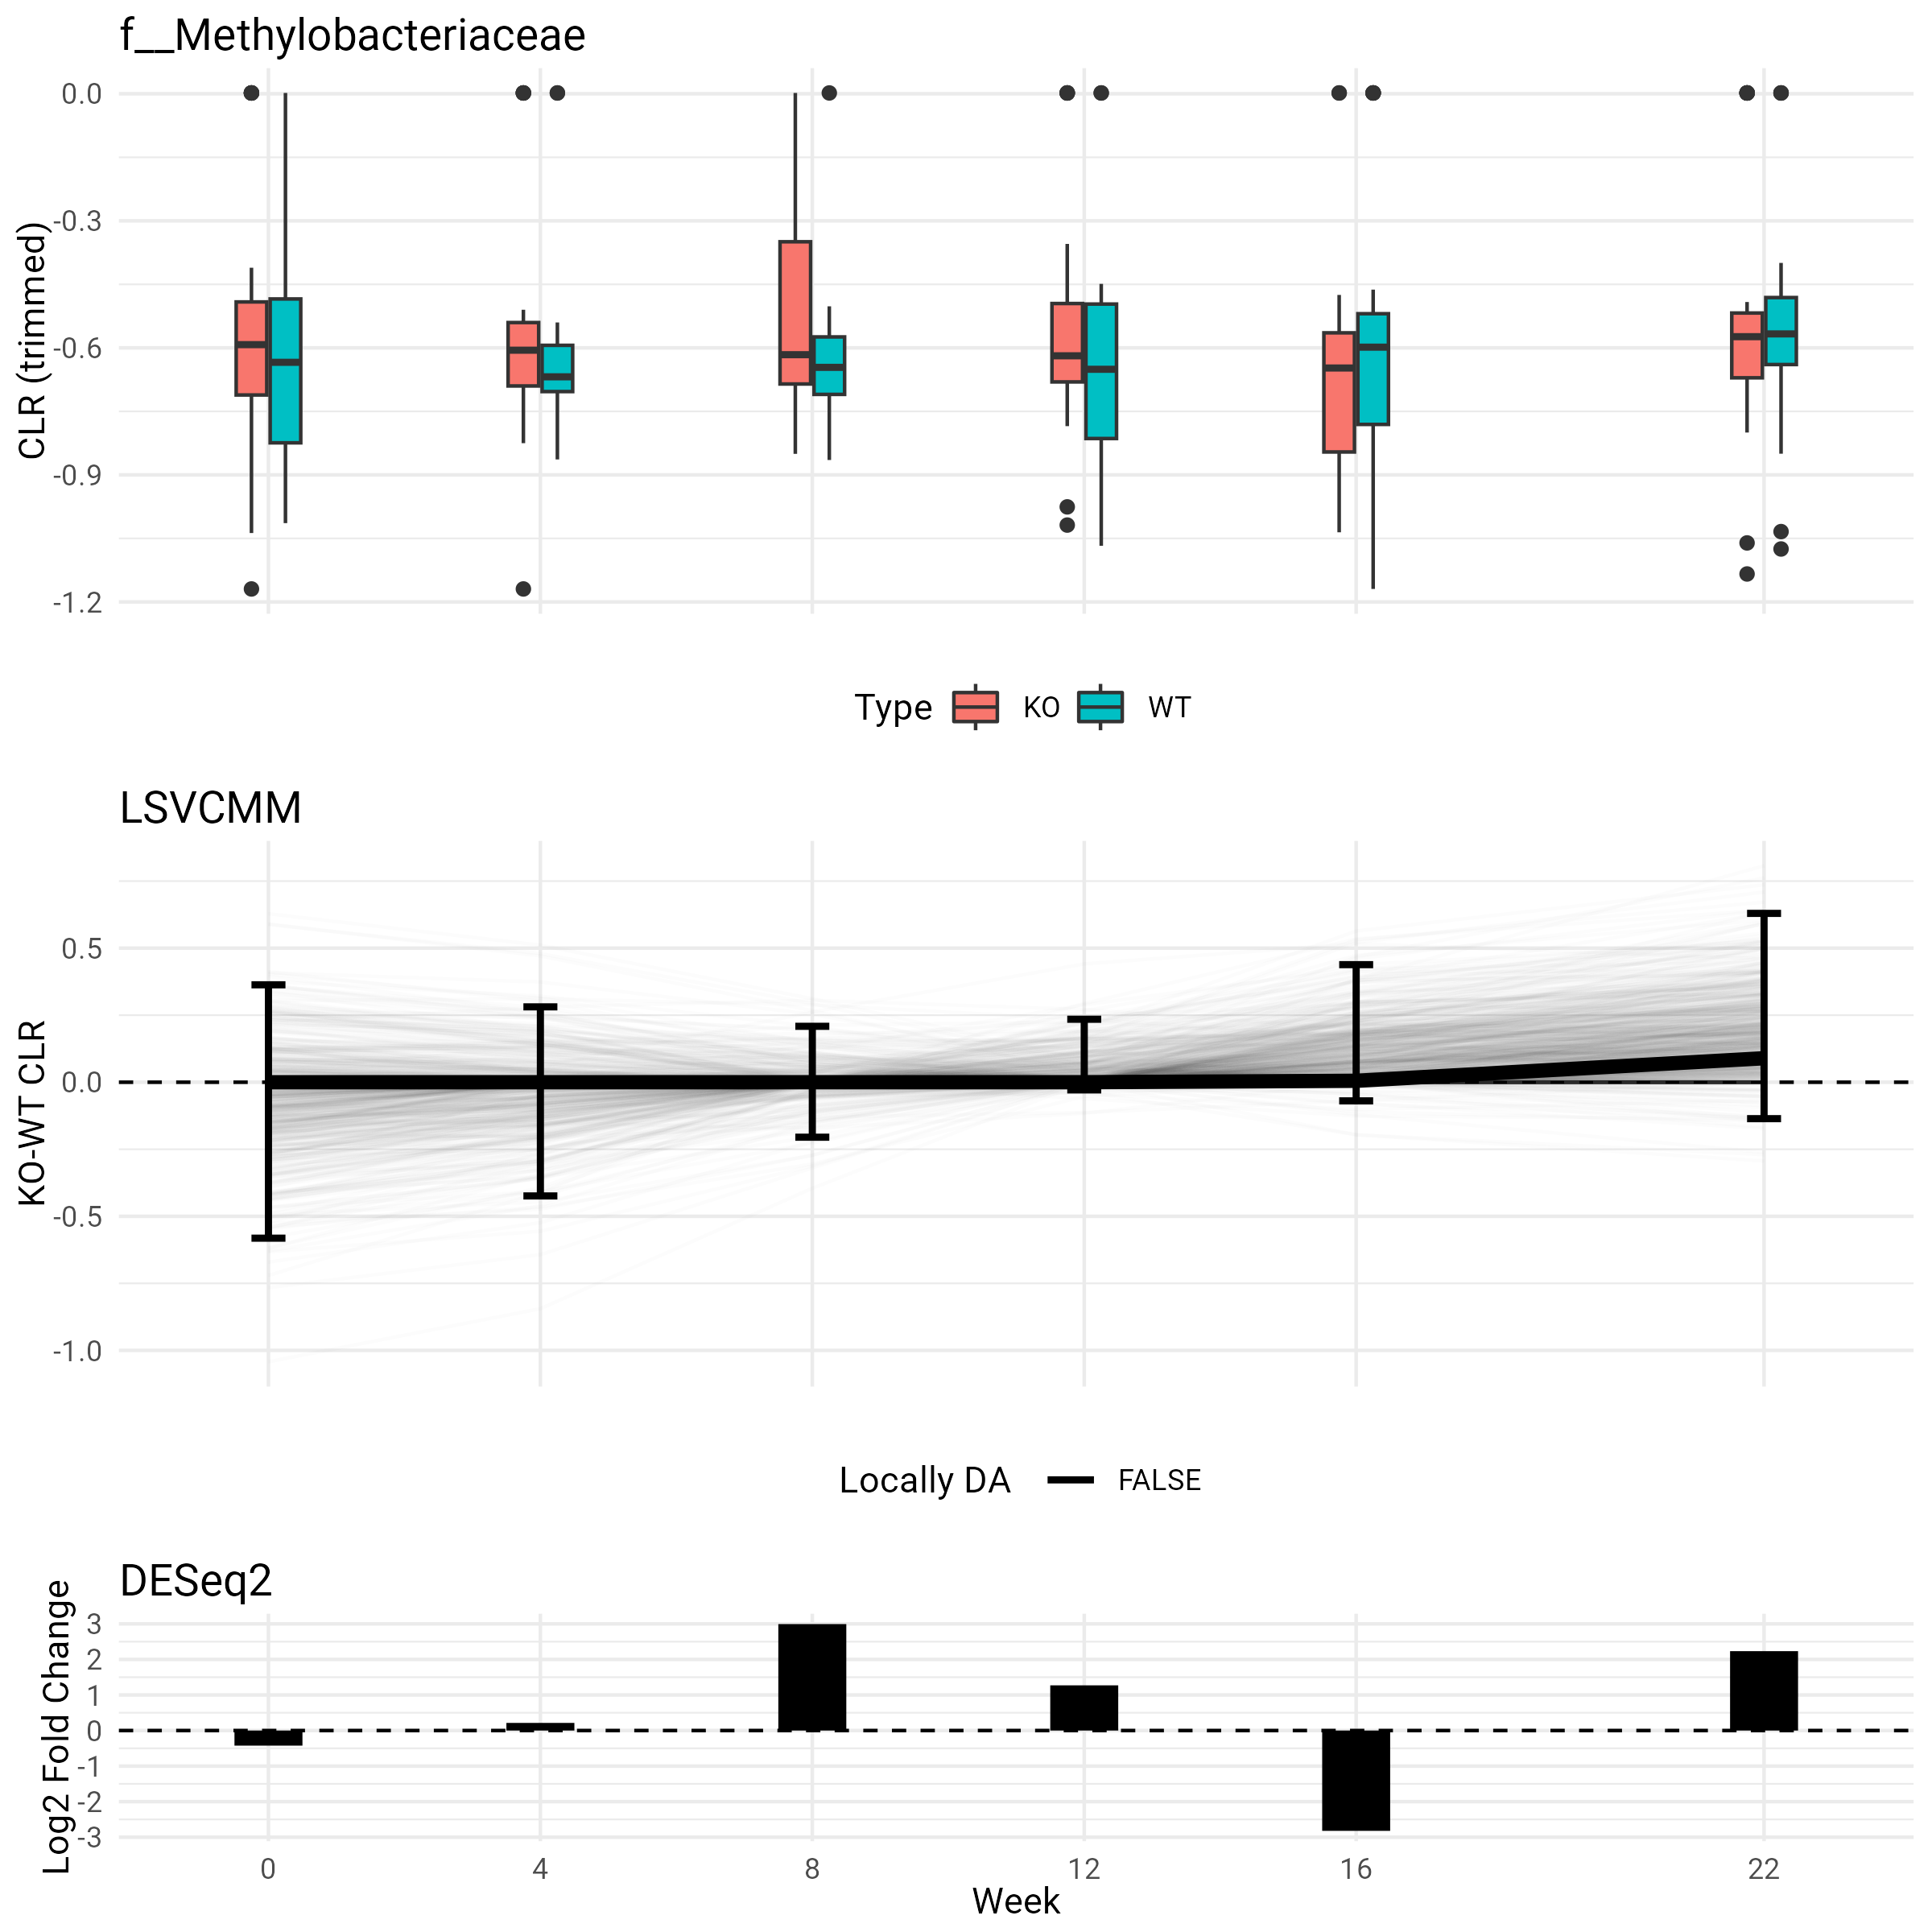 f__Methylobacteriaceae
CLR (trimmed)
0.0
-0.3
-0.6
-0.9
-1.2
Type KO WT
LSVCMM
KO-WT CLR
0.5
0.0
-0.5
-1.0
Locally DA FALSE
DESeq2
Log2 Fold Change
3
2
1
0
-1
-2
-3
0 4 8 12 16 22
Week